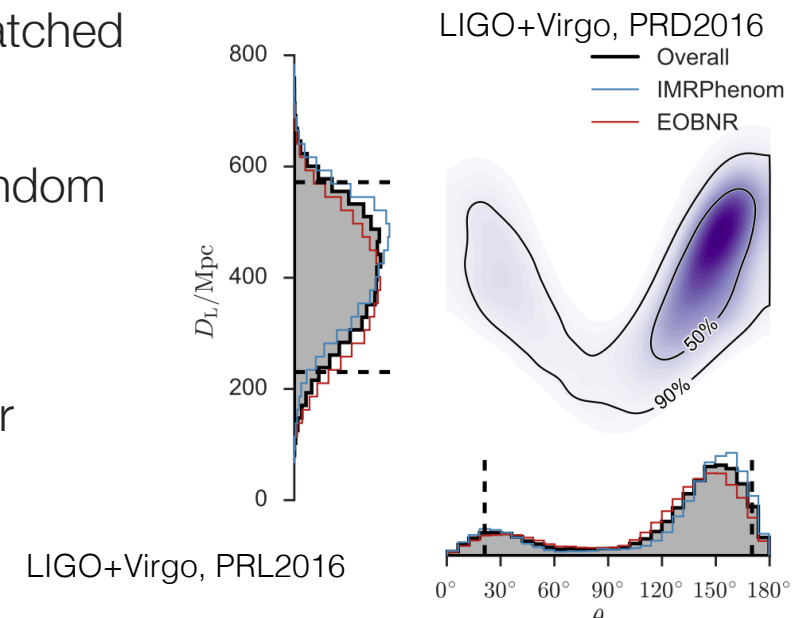 atched
ndom
r
LIGO+Virgo, PRD2016
Overall
IMRPhenom
EOBNR
800
600
400
200
0
D_L/Mpc
50%
90%
0° 30° 60° 90° 120° 150° 180°
LIGO+Virgo, PRL2016